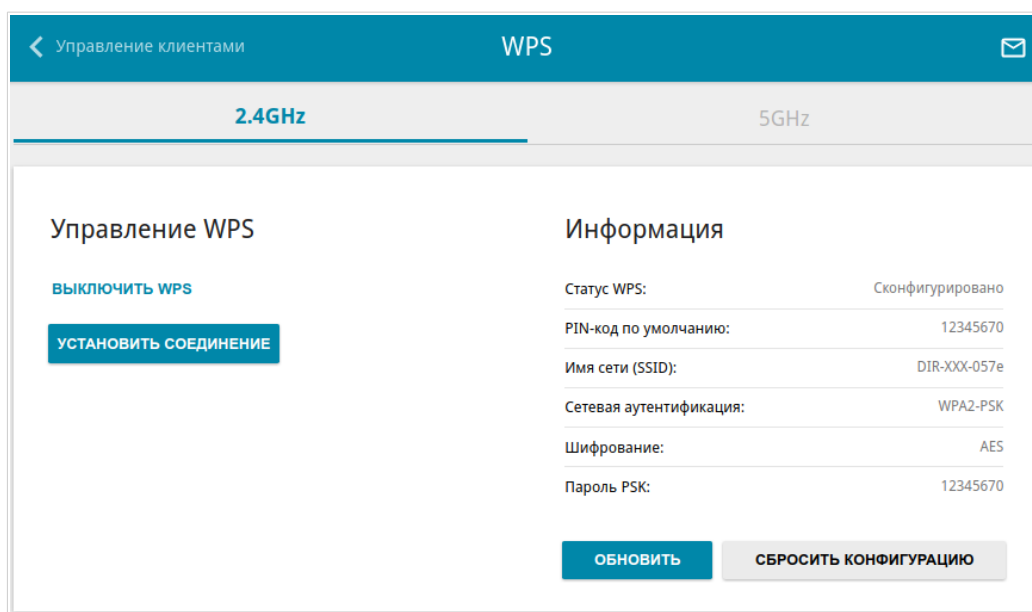 Управление клиентами
WPS
2.4GHz
5GHz
Управление WPS
ВЫКЛЮЧИТЬ WPS
УСТАНОВИТЬ СОЕДИНЕНИЕ
Информация
Статус WPS: Сконфигурировано
PIN-код по умолчанию: 12345670
Имя сети (SSID): DIR-XXX-057e
Сетевая аутентификация: WPA2-PSK
Шифрование: AES
Пароль PSK: 12345670
ОБНОВИТЬ
СБРОСИТЬ КОНФИГУРАЦИЮ